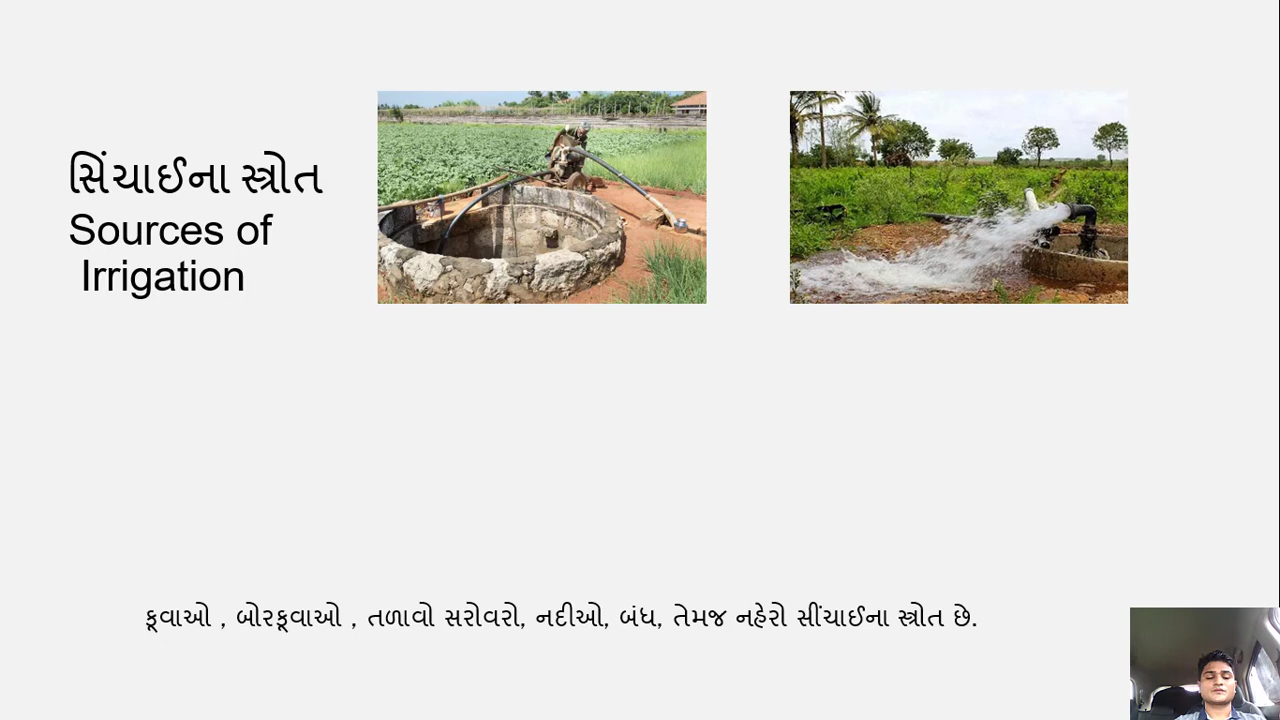 સિંચાઈના સ્ત્રોત
Sources of
Irrigation
કૂવાઓ , બોરકૂવાઓ , તળાવો સરોવરો, નદીઓ, બંધ, તેમજ નહેરો સીંચાઈના સ્ત્રોત છે.